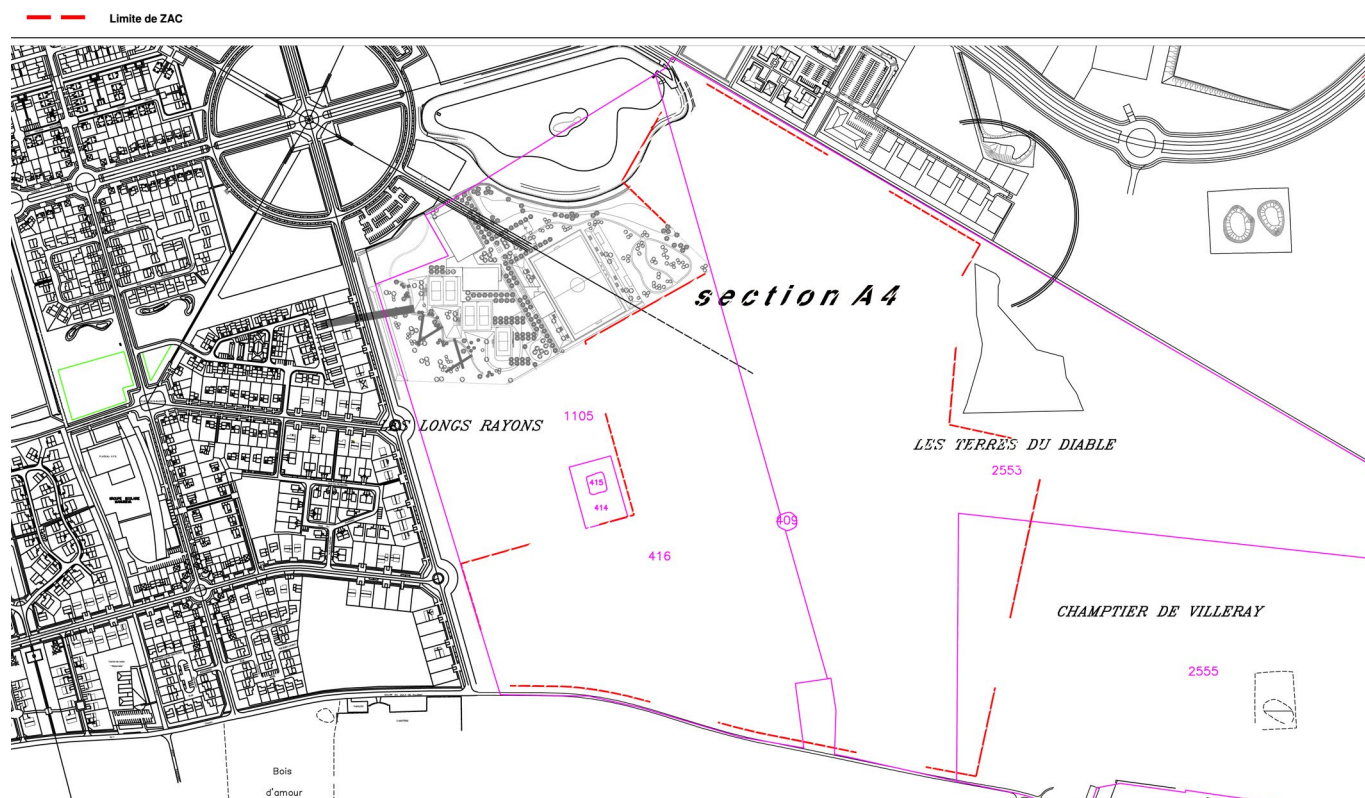 Limite de ZAC
section A4
LES LONGS RAYONS
1105
LES TERRES DU DIABLE
2553
415
414
409
416
CHAMPTIER DE VILLERAY
2555
Bois
d'amour